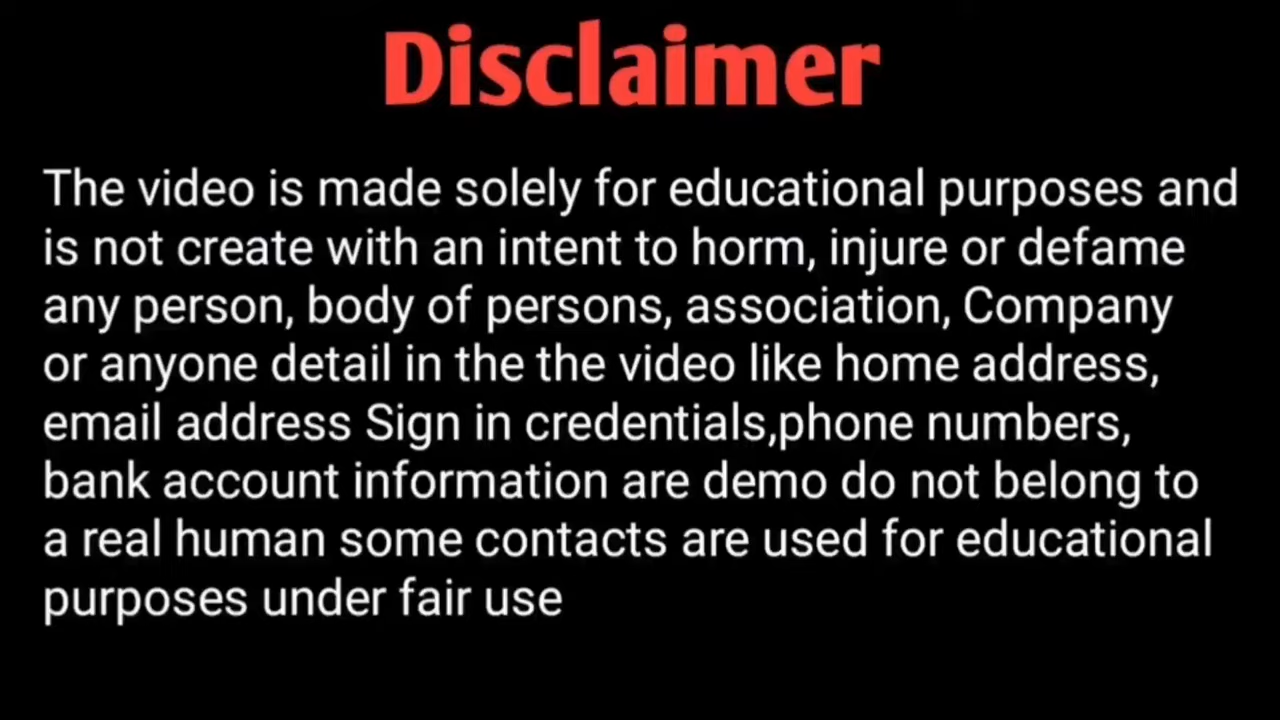 Disclaimer
The video is made solely for educational purposes and
is not create with an intent to horm, injure or defame
any person, body of persons, association, Company
or anyone detail in the the video like home address,
email address Sign in credentials,phone numbers,
bank account information are demo do not belong to
a real human some contacts are used for educational
purposes under fair use